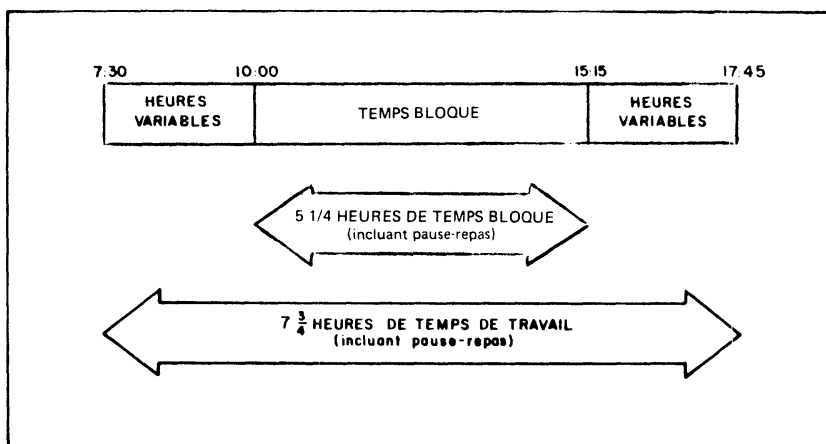 7:30 10:00 15:15 17:45
HEURES VARIABLES
TEMPS BLOQUE
HEURES VARIABLES
5 1/4 HEURES DE TEMPS BLOQUE
(incluant pause-repas)
7 3/4 HEURES DE TEMPS DE TRAVAIL
(incluant pause-repas)